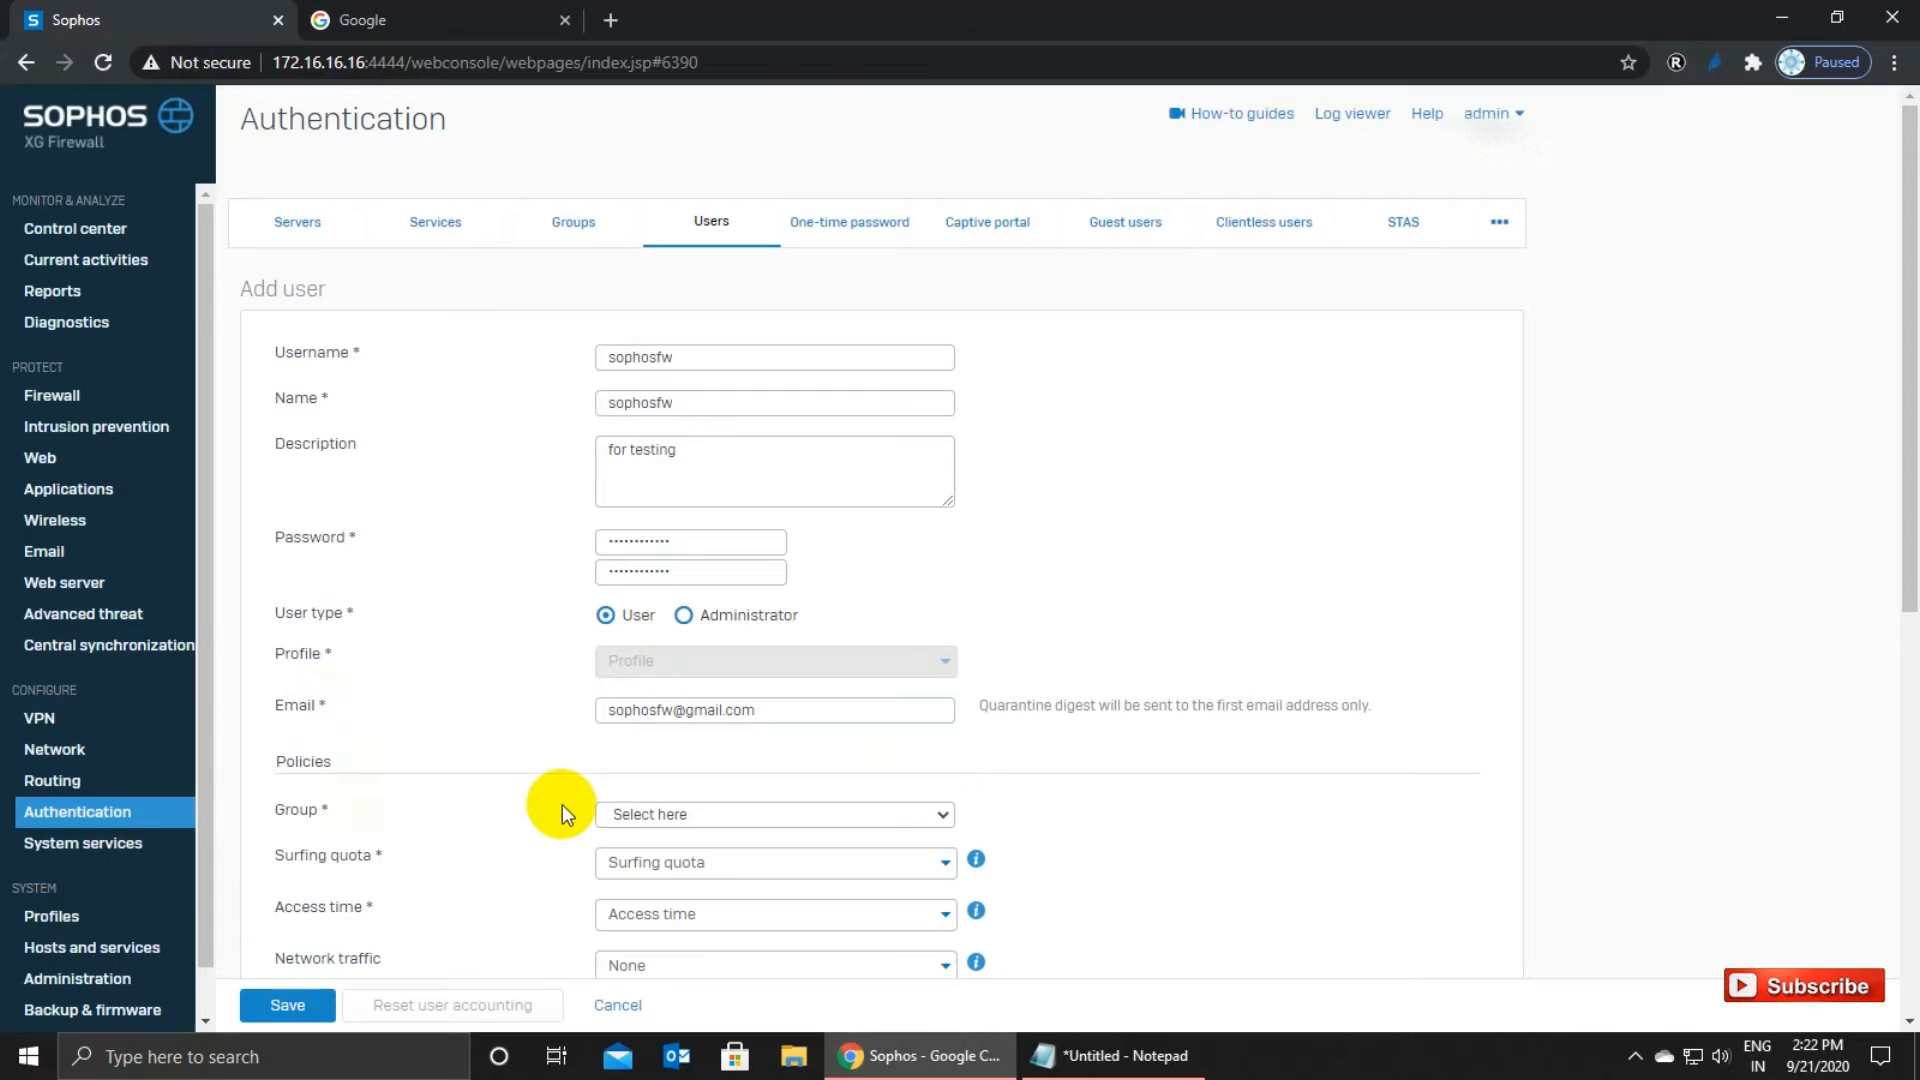 Sophos
Google
Not secure
172.16.16.16:4444/webconsole/webpages/index.jsp#6390
R
Paused
SOPHOS
XG Firewall
Authentication
How-to guides
Log viewer
Help
admin
MONITOR & ANALYZE
Control center
Current activities
Reports
Diagnostics
PROTECT
Firewall
Intrusion prevention
Web
Applications
Wireless
Email
Web server
Advanced threat
Central synchronization
CONFIGURE
VPN
Network
Routing
Authentication
System services
SYSTEM
Profiles
Hosts and services
Administration
Backup & firmware
Servers
Services
Groups
Users
One-time password
Captive portal
Guest users
Clientless users
STAS
Add user
Username *
sophosfw
Name *
sophosfw
Description
for testing
Password *
User type *
User
Administrator
Profile *
Profile
Email *
sophosfw@gmail.com
Quarantine digest will be sent to the first email address only.
Policies
Group *
Select here
Surfing quota *
Surfing quota
Access time *
Access time
Network traffic
None
Save
Reset user accounting
Cancel
Subscribe
Type here to search
Sophos - Google C...
*Untitled - Notepad
ENG
IN
2:22 PM
9/21/2020